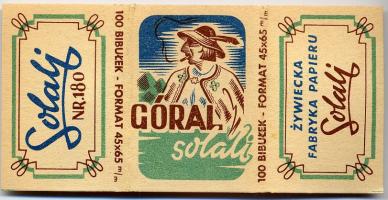 Solali
NR.180
100 BIBUŁEK - FORMAT 45x65 m/m
GÓRAL
solali
100 BIBUŁEK - FORMAT 45x65 m/m
ŻYWIECKA
FABRYKA PAPIERU
Solali